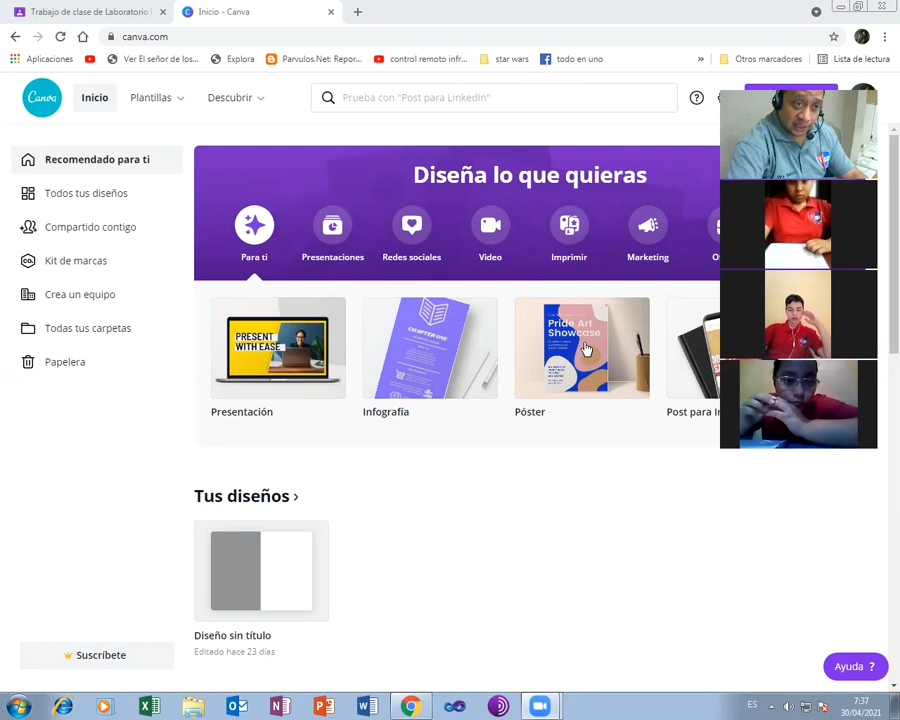 Trabajo de clase de Laboratorio
Inicio - Canva
canva.com
Aplicaciones
Ver El señor de los...
Explora
Parvulos.Net: Repor...
control remoto infr...
star wars
todo en uno
»
Otros marcadores
Lista de lectura
Canva
Inicio
Plantillas
Descubrir
Prueba con "Post para LinkedIn"
Recomendado para ti
Todos tus diseños
Compartido contigo
Kit de marcas
Crea un equipo
Todas tus carpetas
Papelera
Diseña lo que quieras
Para ti
Presentaciones
Redes sociales
Video
Imprimir
Marketing
PRESENT
WITH EASE
CHAPTER ONE
Pride Art
Showcase
Presentación
Infografía
Póster
Post para In
Tus diseños ›
Diseño sin título
Editado hace 23 días
Suscríbete
Ayuda ?
ES
7:37
30/04/2021